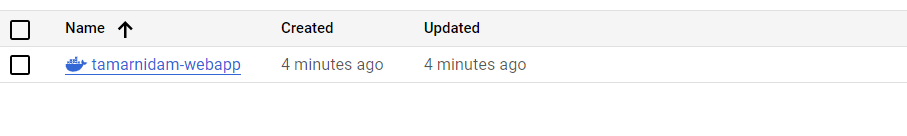 Name Created Updated
tamarnidam-webapp 4 minutes ago 4 minutes ago